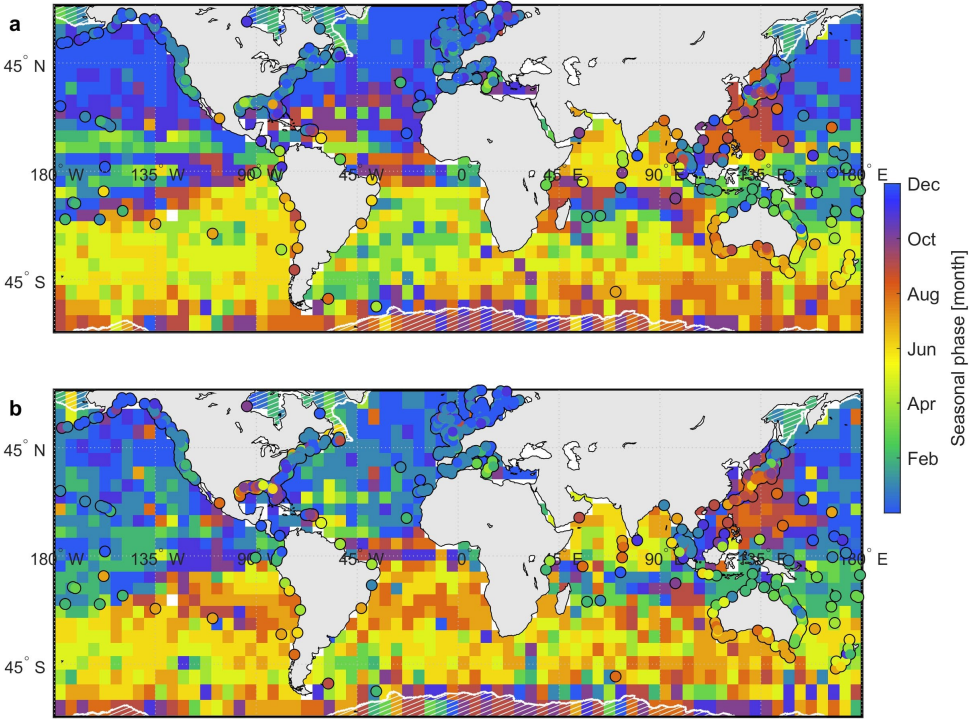 a
45° N
180° W
135° W
90° W
45° W
0°
45° E
90° E
135° E
180° E
45° S
b
45° N
180° W
135° W
90° W
45° W
0°
45° E
90° E
135° E
180° E
45° S
Dec
Oct
Aug
Jun
Apr
Feb
Seasonal phase [month]